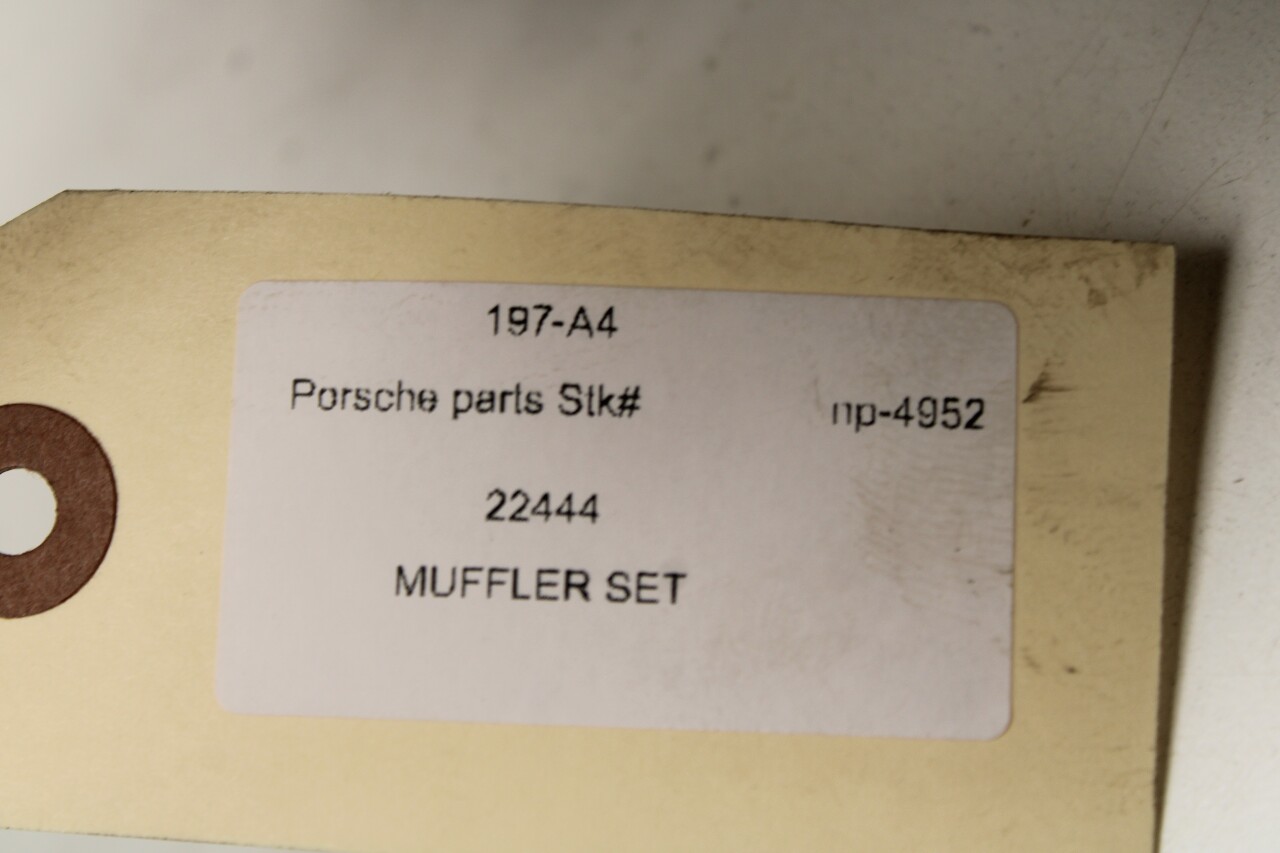 197-A4
Porsche parts Stk# np-4952
22444
MUFFLER SET